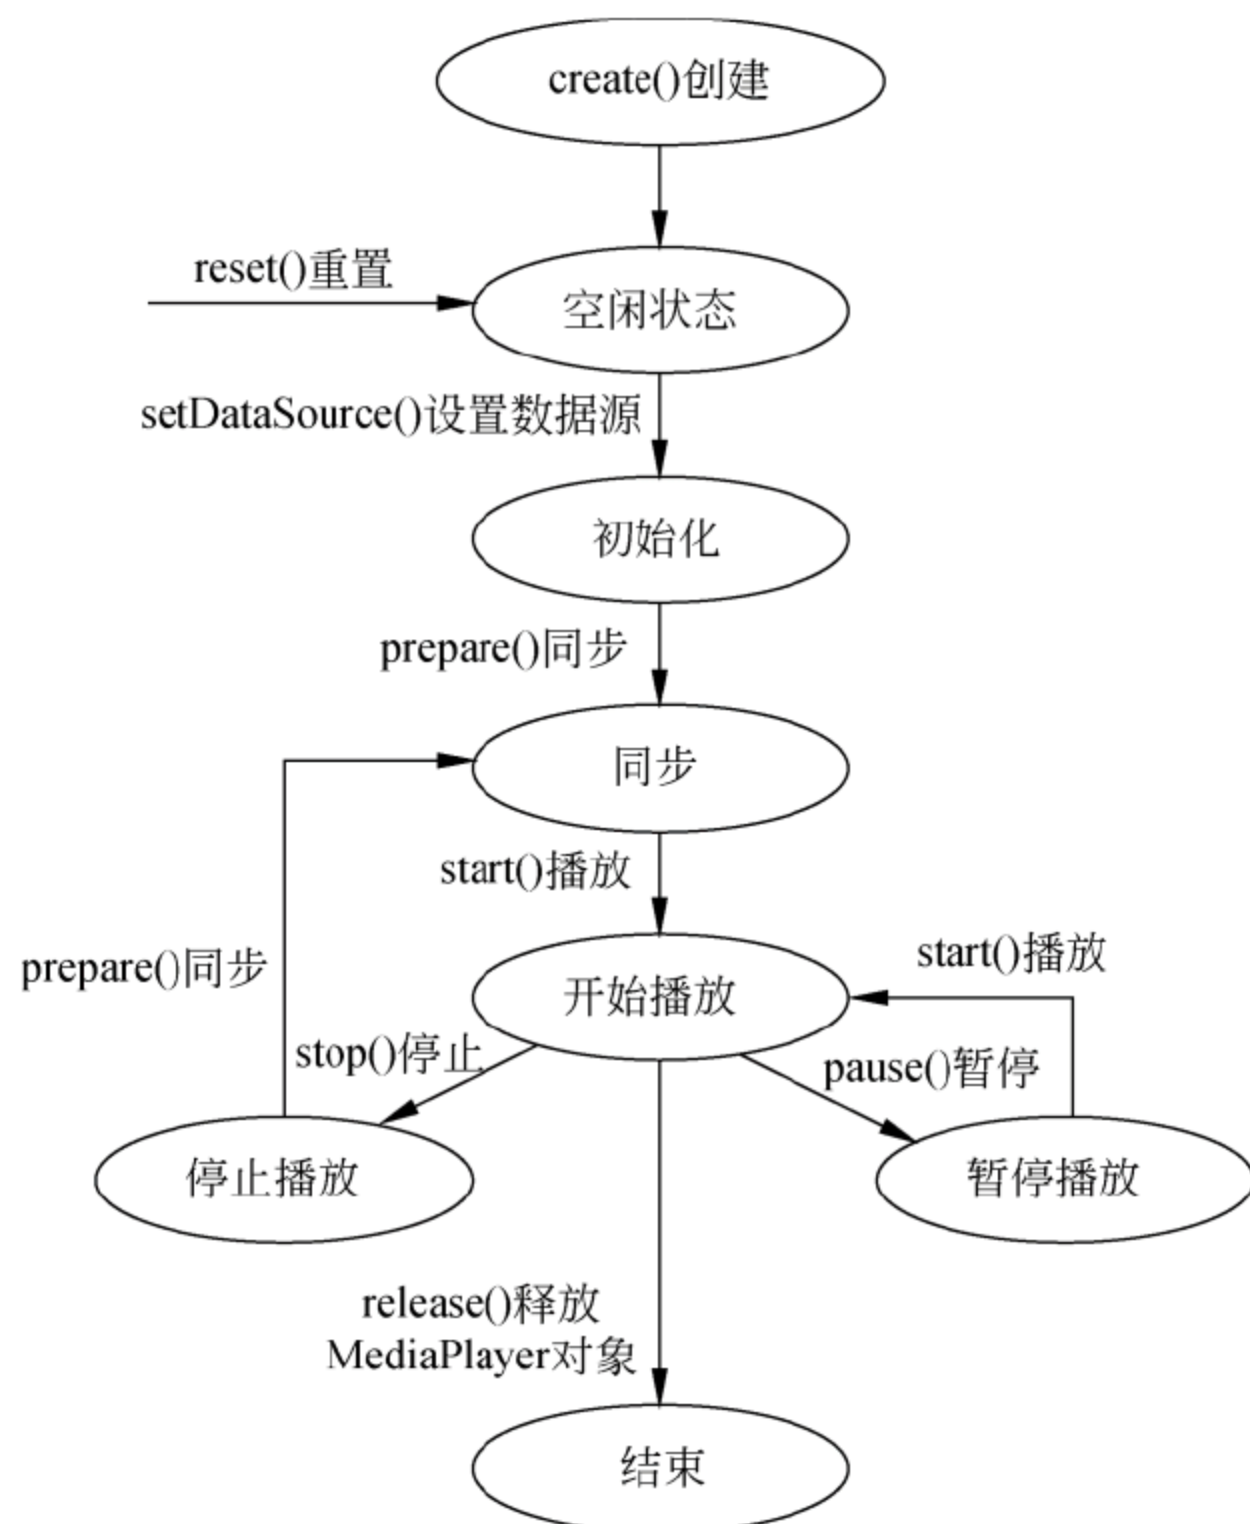 create()创建
reset()重置
空闲状态
setDataSource()设置数据源
初始化
prepare()同步
同步
start()播放
start()播放
prepare()同步
开始播放
stop()停止
pause()暂停
停止播放
暂停播放
release()释放
MediaPlayer对象
结束